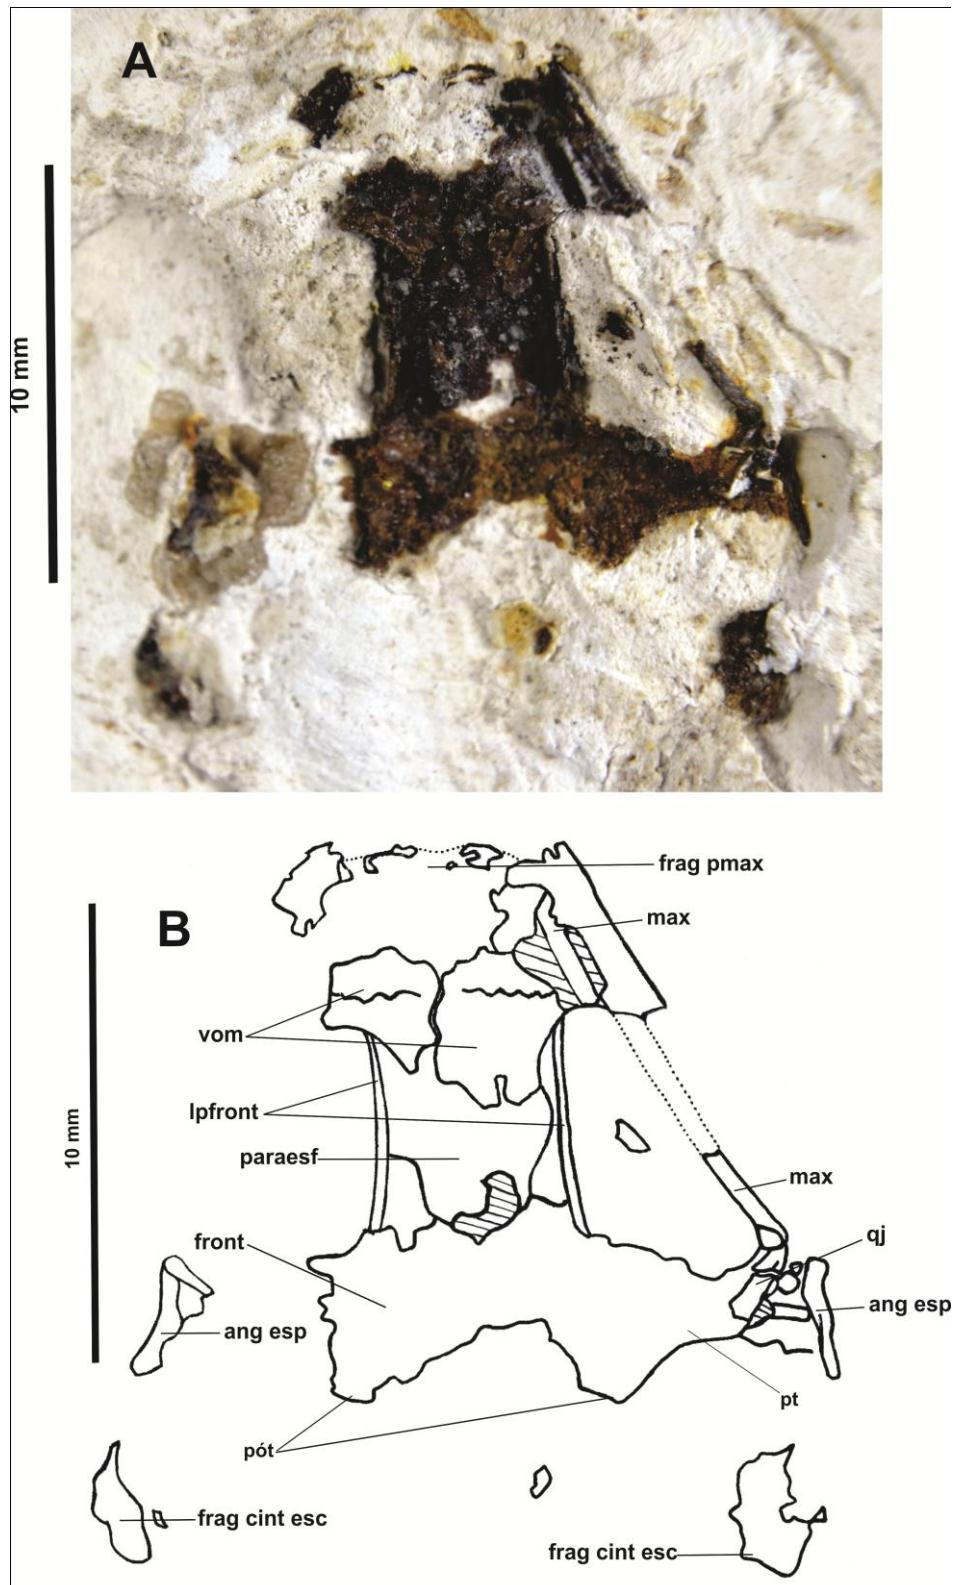 A
10 mm
frag pmax
B
max
vom
lpfront
paraesf
max
front
qj
ang esp
ang esp
10 mm
pt
pót
frag cint esc
frag cint esc